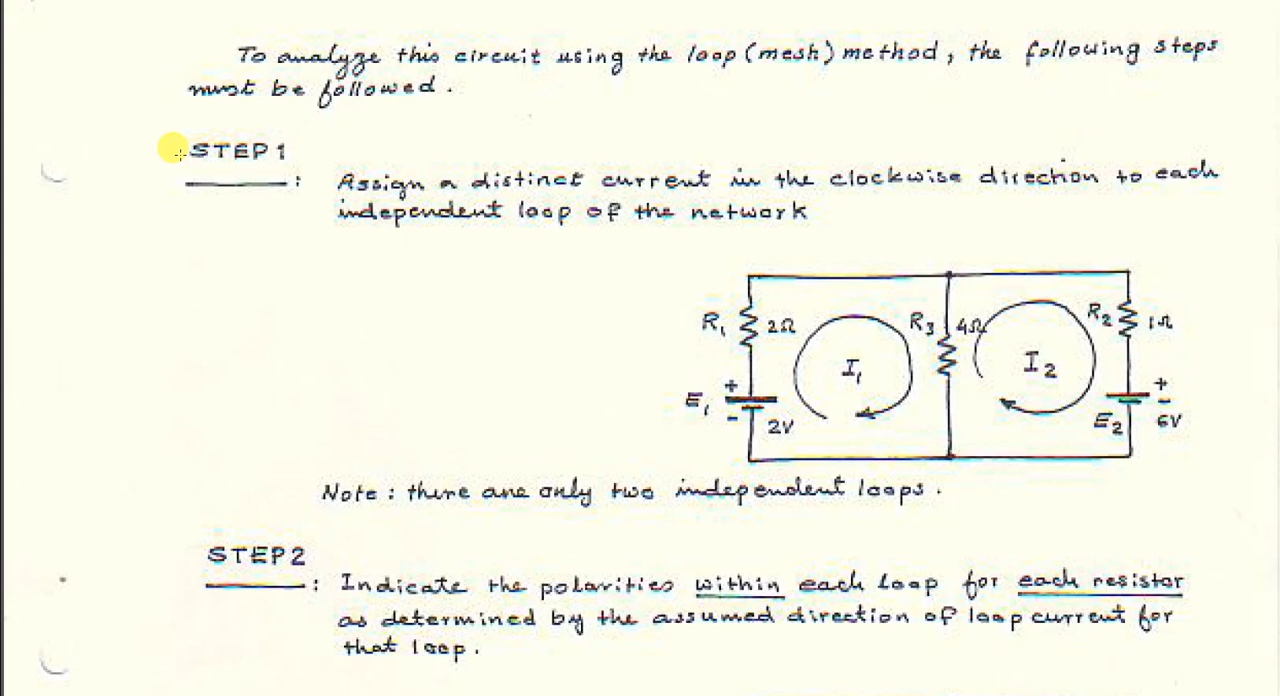 To analyze this circuit using the loop (mesh) method, the following steps
must be followed.
STEP 1
: Assign a distinct current in the clockwise direction to each
independent loop of the network
R1 2Ω
R3 4Ω
R2 1Ω
I1
I2
E1 + - 2V
E2 + - 6V
Note: there are only two independent loops.
STEP 2
: Indicate the polarities within each loop for each resistor
as determined by the assumed direction of loop current for
that loop.